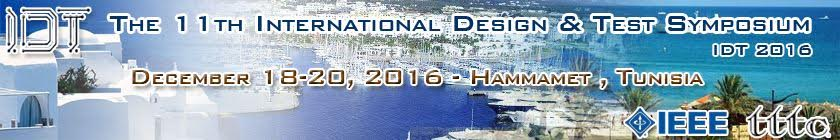 IDT The 11th International Design & Test Symposium
IDT 2016
December 18-20, 2016 - Hammamet , Tunisia
IEEE tttc